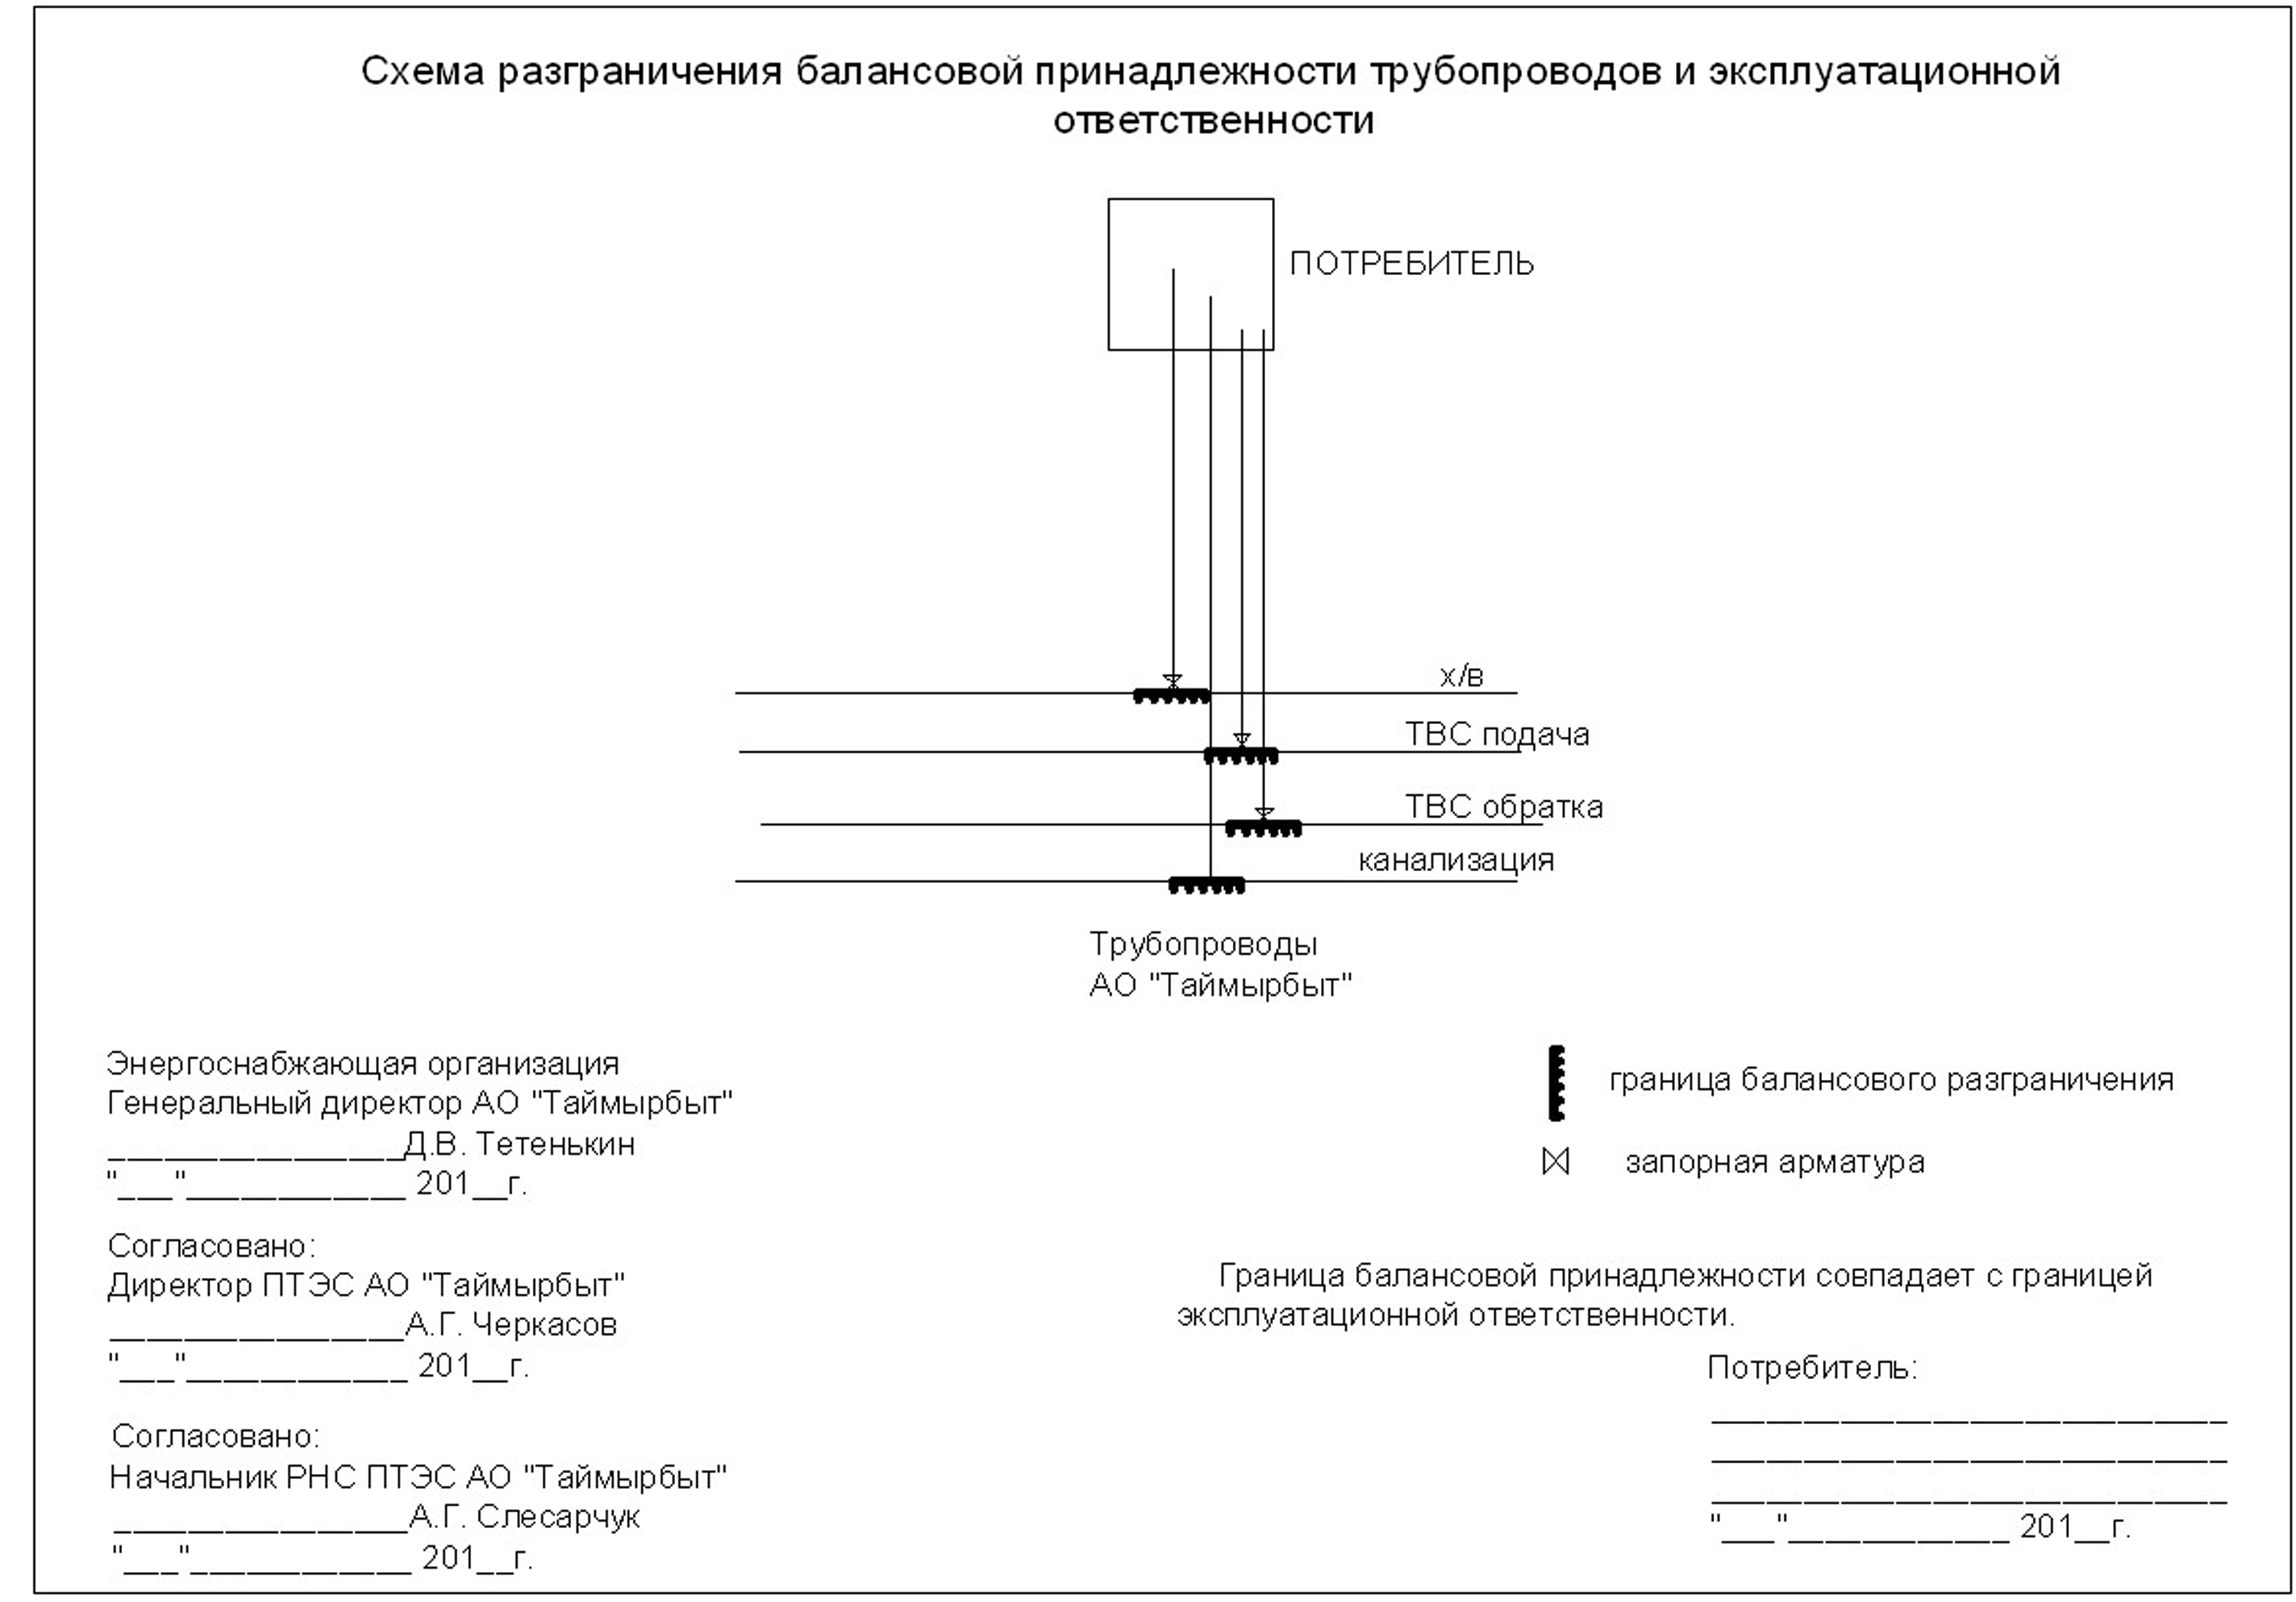 Схема разграничения балансовой принадлежности трубопроводов и эксплуатационной
ответственности
ПОТРЕБИТЕЛЬ
х/в
ТВС подача
ТВС обратка
канализация
Трубопроводы
АО "Таймырбыт"
Энергоснабжающая организация
Генеральный директор АО "Таймырбыт"
________________Д.В. Тетенькин
"___"____________ 201__г.
Согласовано:
Директор ПТЭС АО "Таймырбыт"
________________А.Г. Черкасов
"___"____________ 201__г.
Согласовано:
Начальник РНС ПТЭС АО "Таймырбыт"
________________А.Г. Слесарчук
"___"____________ 201__г.
граница балансового разграничения
запорная арматура
Граница балансовой принадлежности совпадает с границей
эксплуатационной ответственности.
Потребитель:
____________________________
____________________________
____________________________
"___"____________ 201__г.